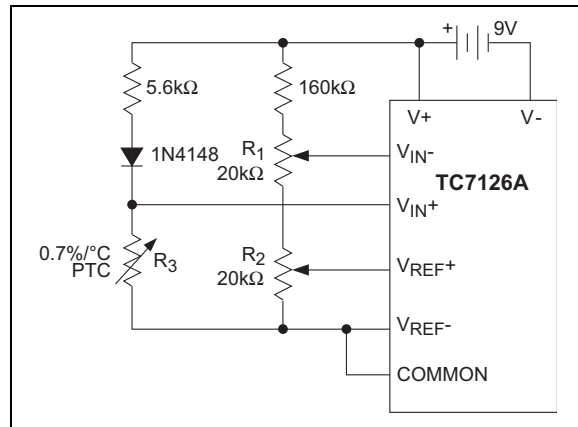 + 9V
5.6kΩ 160kΩ
V+ V-
1N4148 R1 VIN-
20kΩ TC7126A
VIN+
0.7%/°C R2
PTC R3 20kΩ VREF+
VREF-
COMMON